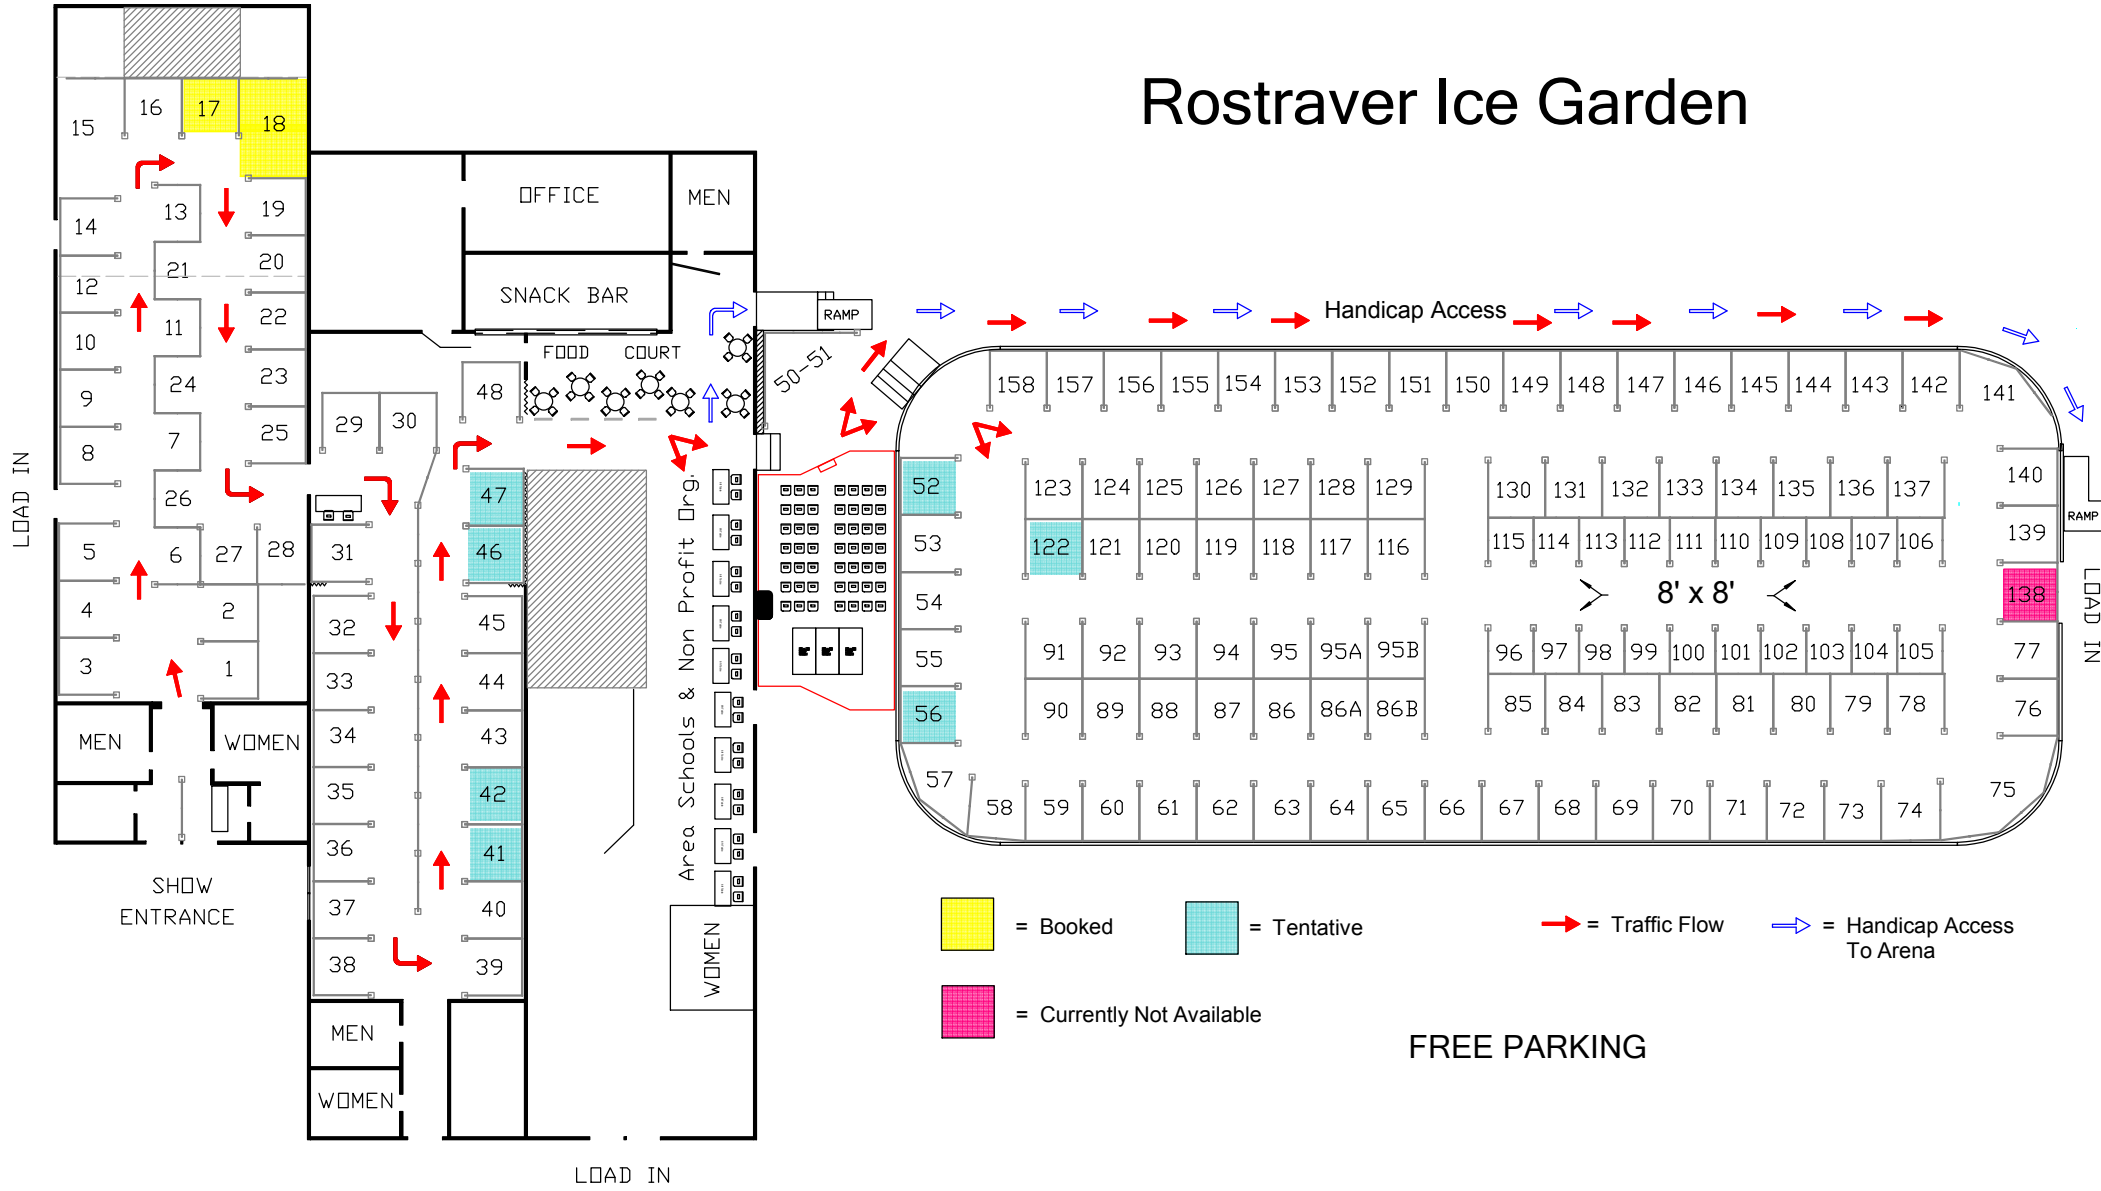 Rostraver Ice Garden
16
17
18
15
OFFICE
MEN
13
19
14
21
20
12
SNACK BAR
22
11
RAMP
Handicap Access
10
FOOD COURT
50-51
24
23
9
48
29
30
7
25
8
LOAD IN
26
47
5
6
27
28
31
46
4
2
32
45
3
1
33
44
34
43
MEN
WOMEN
35
42
36
41
SHOW
ENTRANCE
37
40
38
39
MEN
WOMEN
Area Schools & Non Profit Org.
WOMEN
LOAD IN
158 157 156 155 154 153 152 151 150 149 148 147 146 145 144 143 142 141
52
123 124 125 126 127 128 129
130 131 132 133 134 135 136 137
140
RAMP
53
122 121 120 119 118 117 116
115 114 113 112 111 110 109 108 107 106
139
54
8' x 8'
138
LOAD IN
55
91 92 93 94 95 95A 95B
96 97 98 99 100 101 102 103 104 105
77
56
90 89 88 87 86 86A 86B
85 84 83 82 81 80 79 78
76
57
58 59 60 61 62 63 64 65 66 67 68 69 70 71 72 73 74
75
= Booked
= Tentative
= Traffic Flow
= Handicap Access
To Arena
= Currently Not Available
FREE PARKING